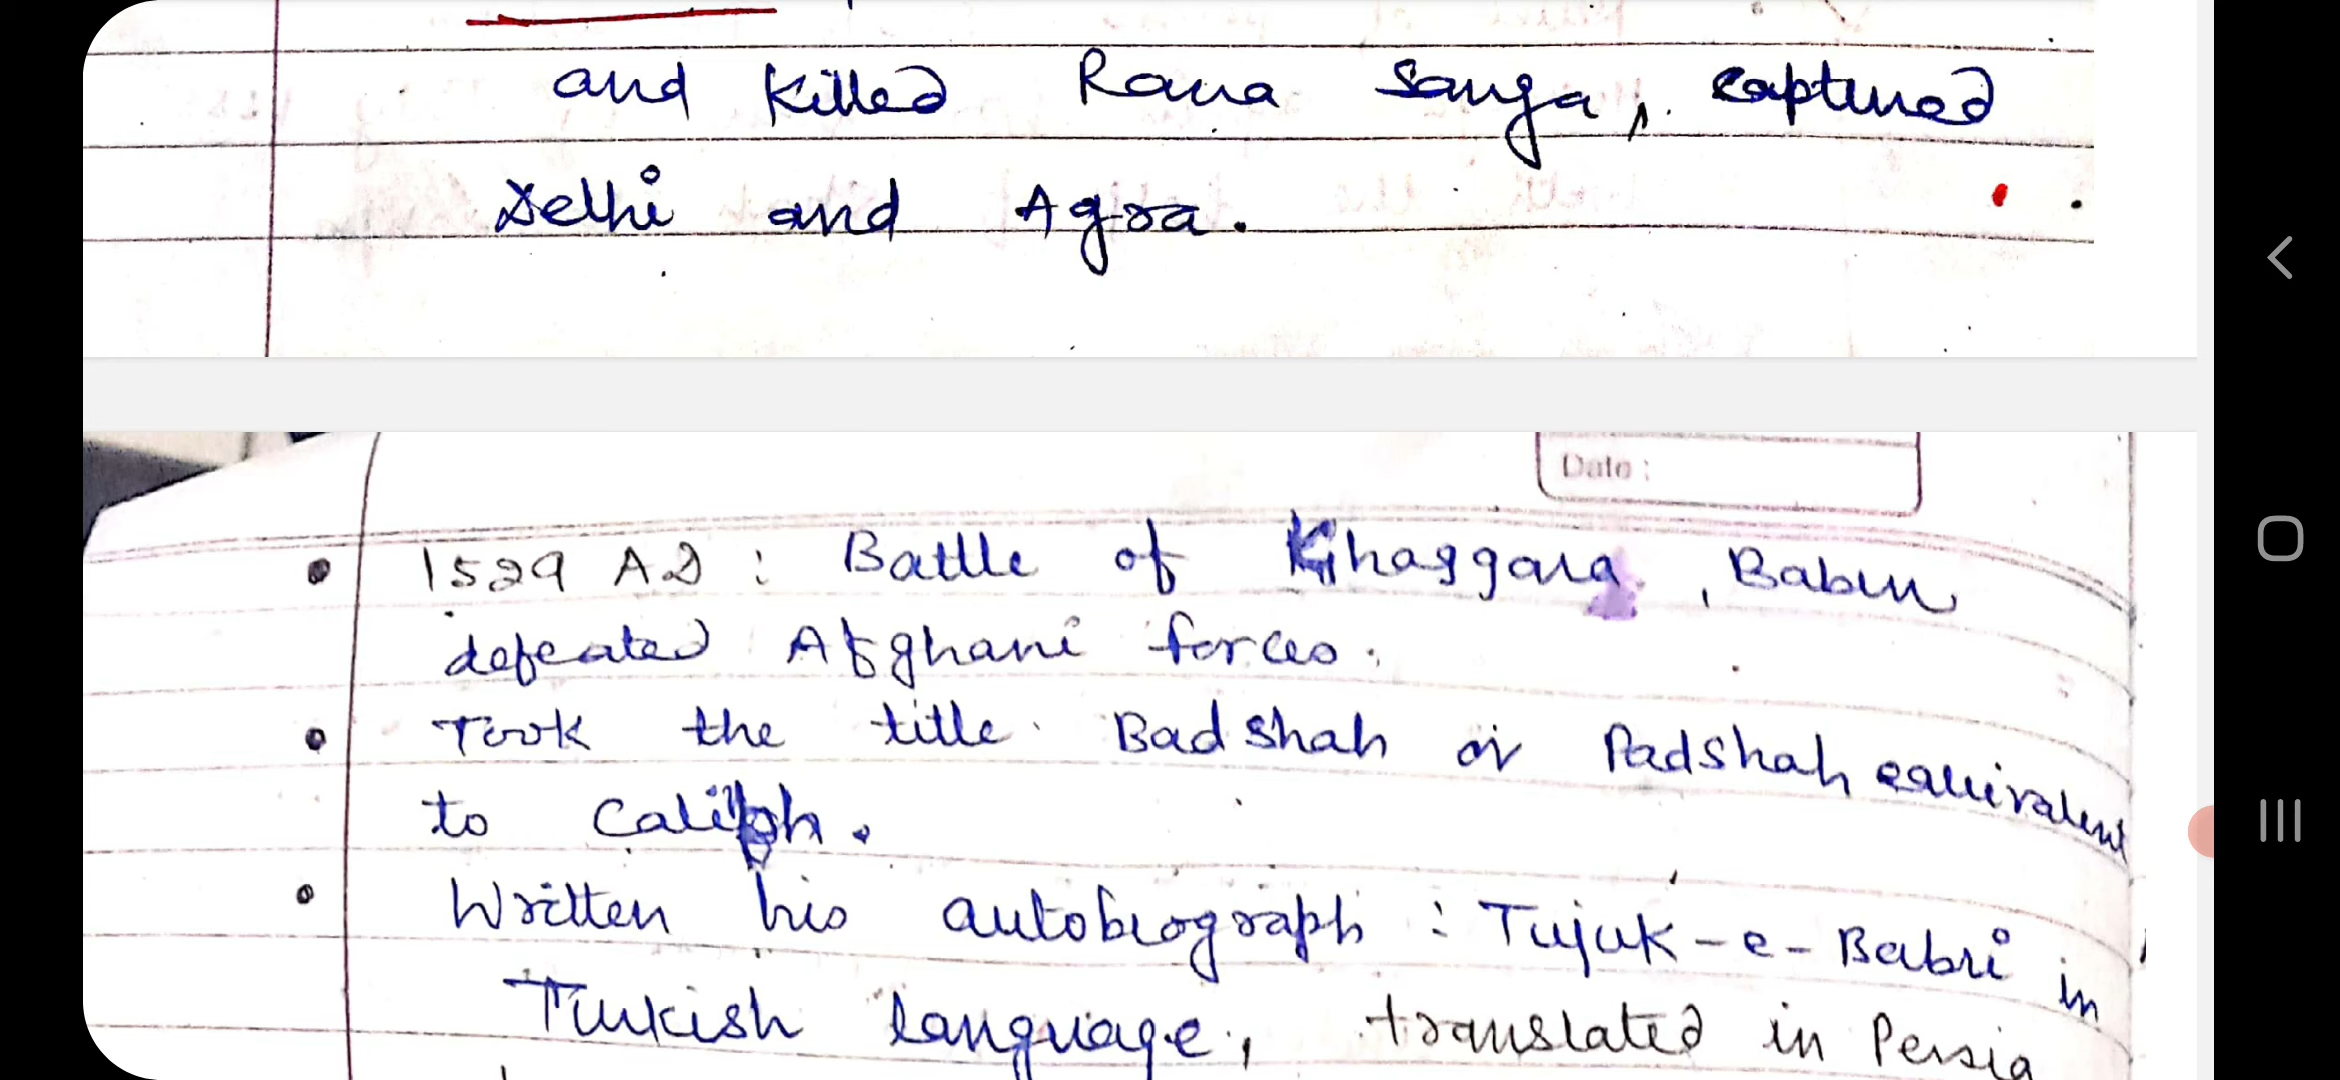 and killed Rana Sanga, captured
Delhi and Agra.
Date :
• 1529 AD : Battle of Ghaggara, Babur
defeated Afghani forces.
• Took the title Badshah or Padshah equivalent
to Caliph.
• Written his autobiograph : Tujuk-e-Babri in
Turkish language, translated in Persia